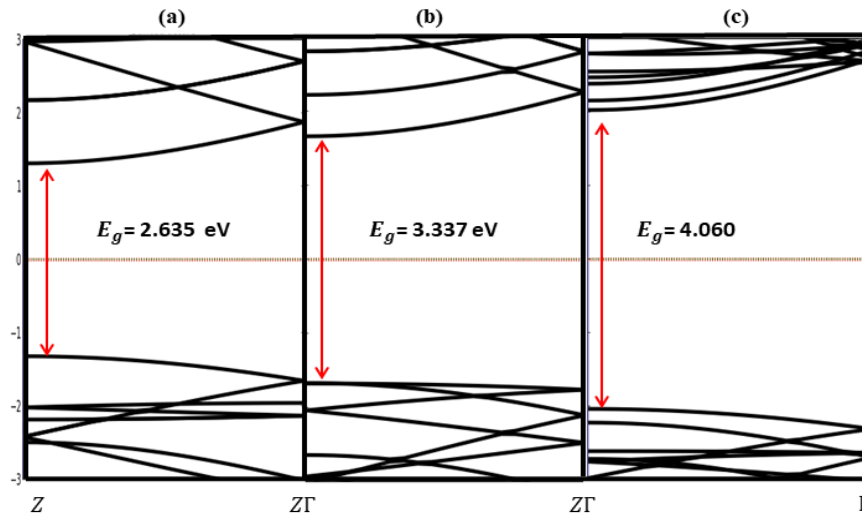 (a) (b) (c)
3
2
1
0
−1
−2
−3
E_g= 2.635 eV
E_g= 3.337 eV
E_g= 4.060
Z ZΓ ZΓ